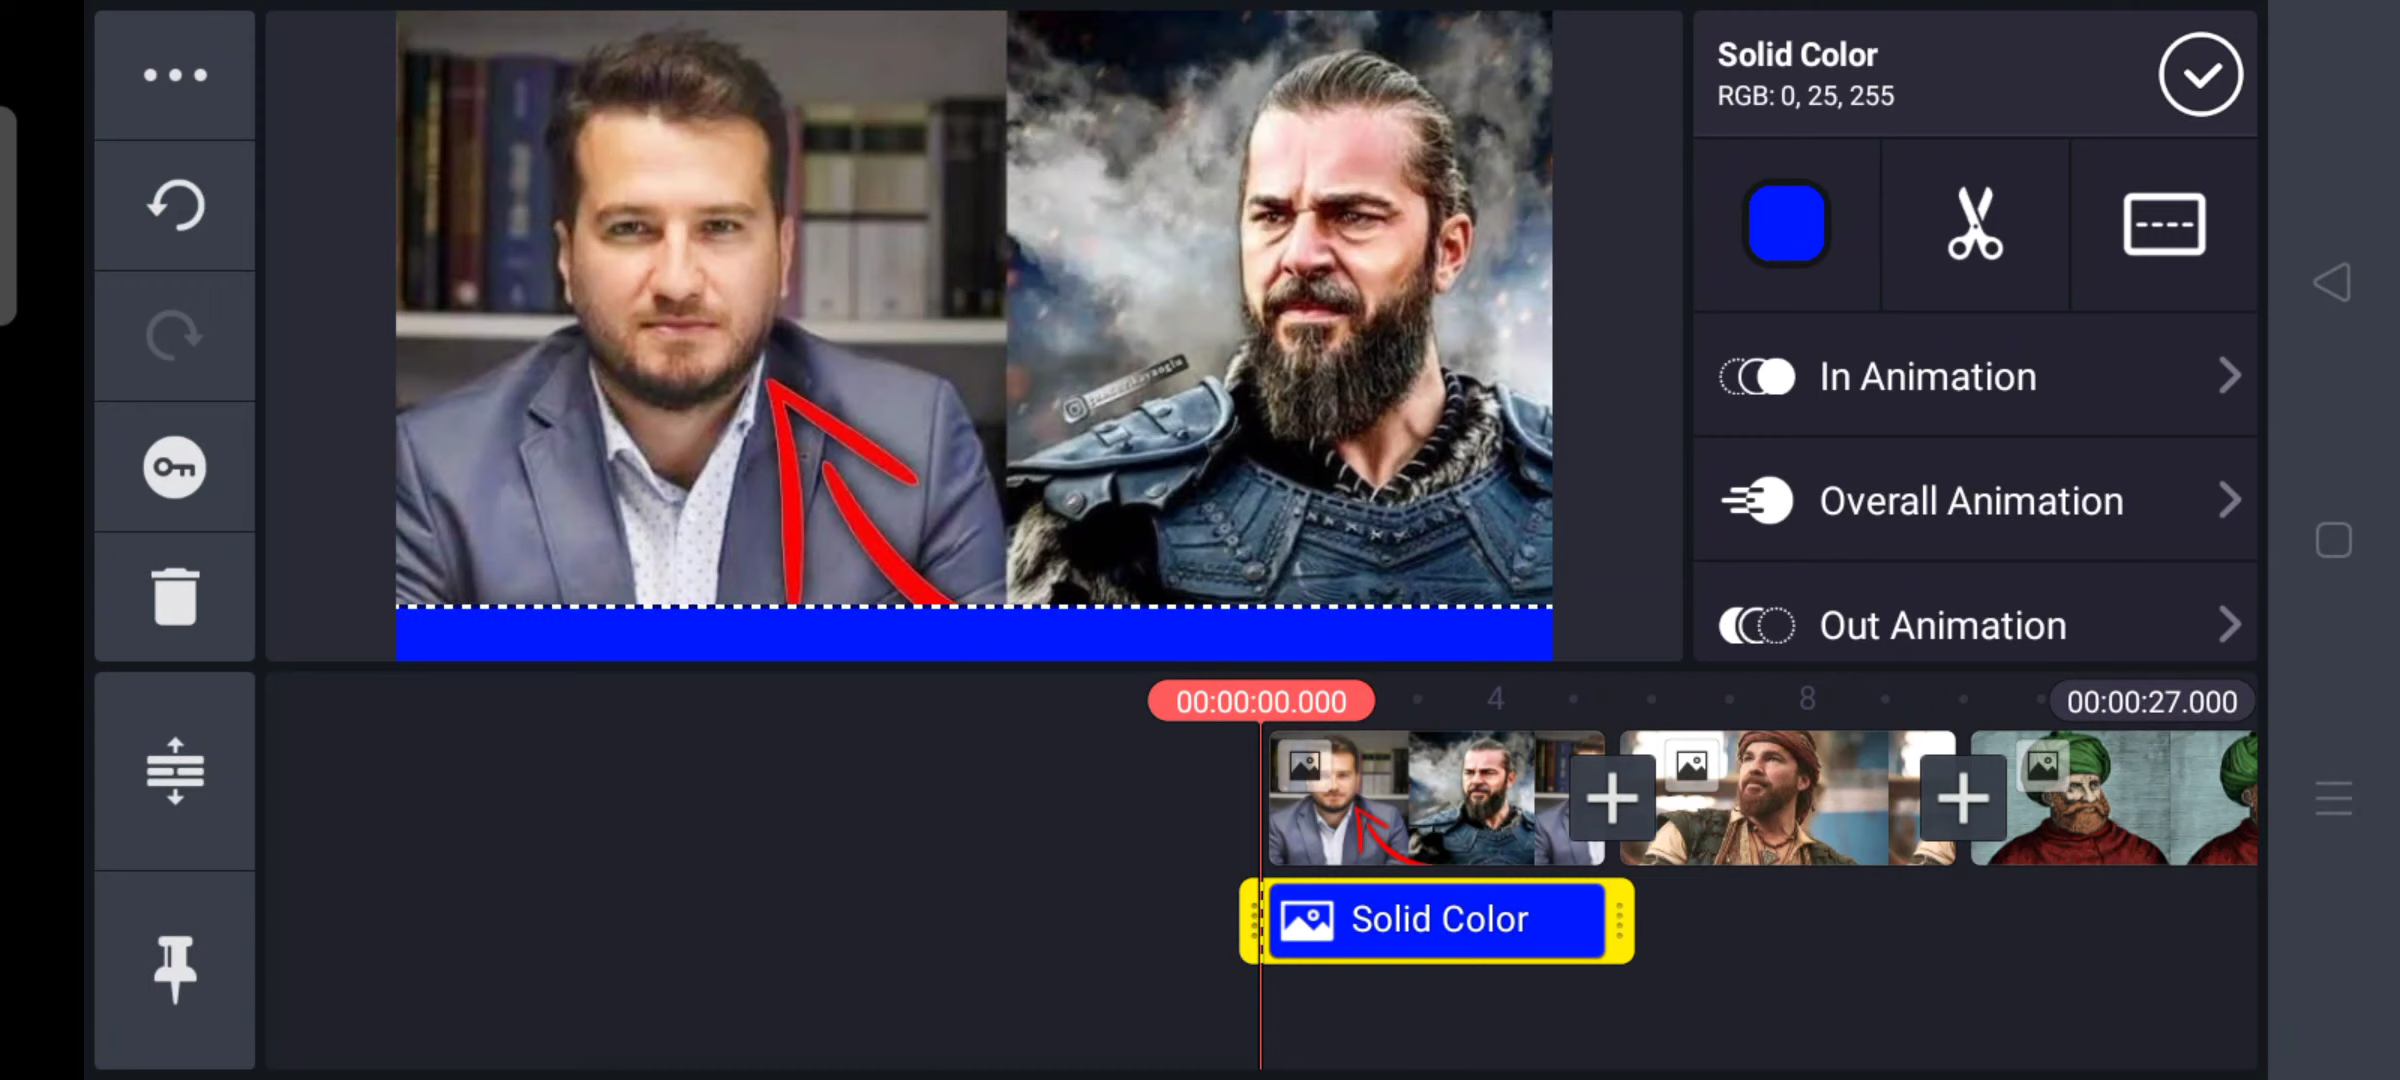 Solid Color
RGB: 0, 25, 255
In Animation
Overall Animation
Out Animation
00:00:00.000
4
8
00:00:27.000
Solid Color